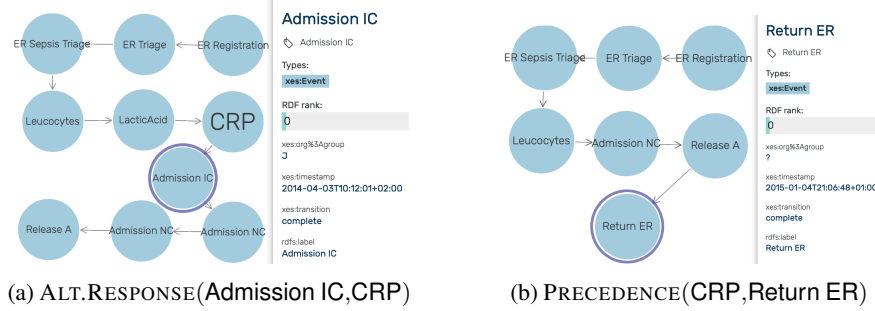 ER Sepsis Triage
ER Triage
ER Registration
Leucocytes
LacticAcid
CRP
Admission IC
Release A
Admission NC
Admission NC
Admission IC
Admission IC
Types:
xes:Event
RDF rank:
0
xes:org%3Agroup
J
xes:timestamp
2014-04-03T10:12:01+02:00
xes:transition
complete
rdfs:label
Admission IC
(a) ALT.RESPONSE(Admission IC,CRP)
ER Sepsis Triage
ER Triage
ER Registration
Leucocytes
Admission NC
Release A
Return ER
Return ER
Return ER
Types:
xes:Event
RDF rank:
0
xes:org%3Agroup
?
xes:timestamp
2015-01-04T21:06:48+01:00
xes:transition
complete
rdfs:label
Return ER
(b) PRECEDENCE(CRP,Return ER)